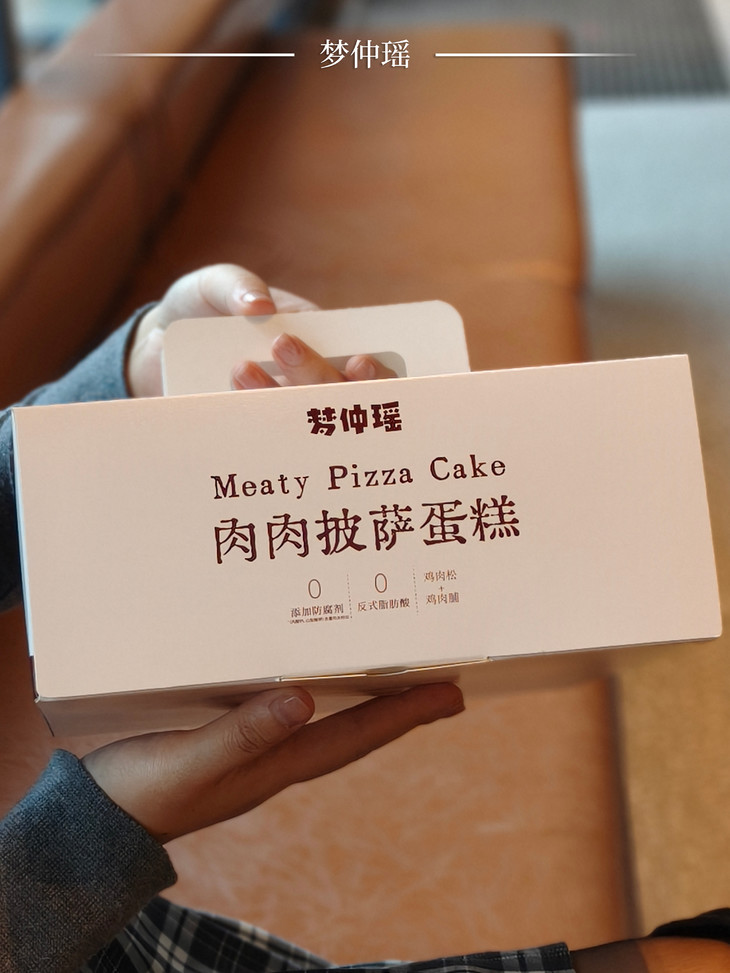 梦仲瑶
梦仲瑶
Meaty Pizza Cake
肉肉披萨蛋糕
0
添加防腐剂
0
反式脂肪酸
鸡肉松
+
鸡肉脯